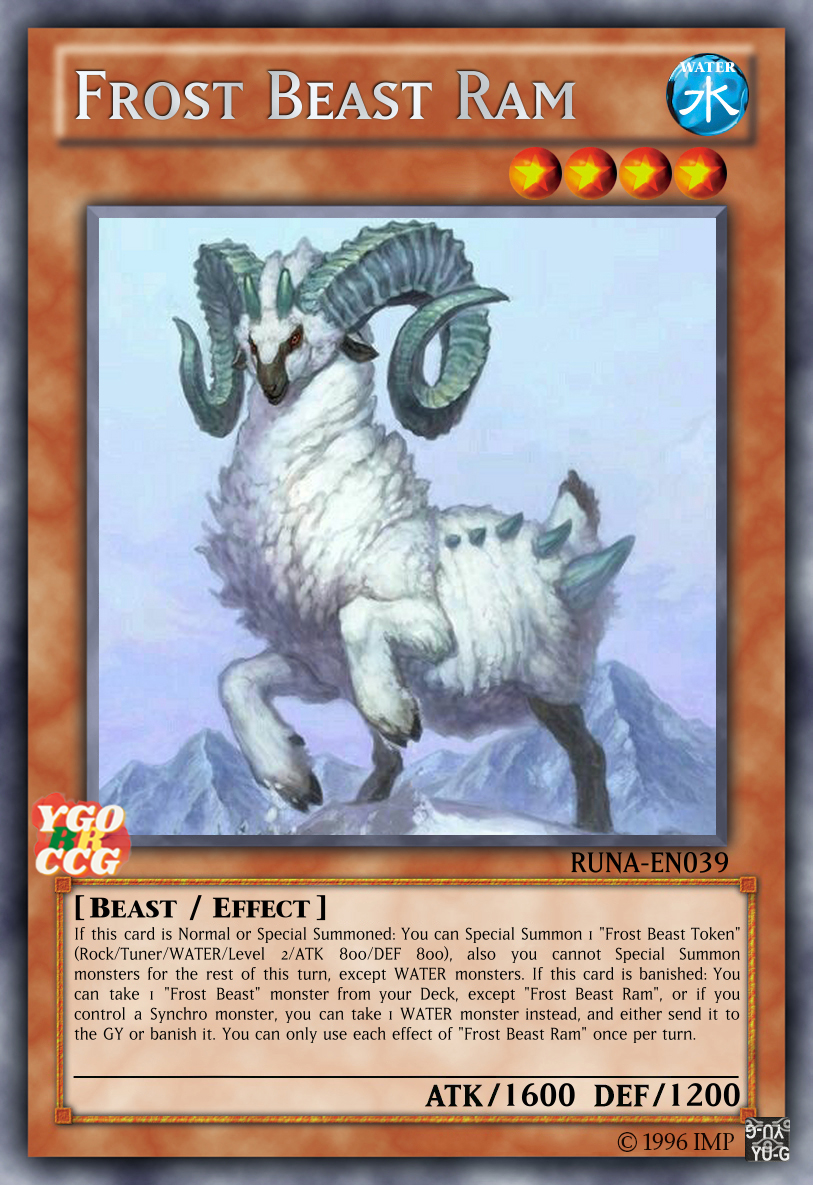 Frost Beast Ram
WATER
水
YGO
CCG
RUNA-EN039
[ Beast / Effect ]
If this card is Normal or Special Summoned: You can Special Summon 1 "Frost Beast Token"
(Rock/Tuner/WATER/Level 2/ATK 800/DEF 800), also you cannot Special Summon
monsters for the rest of this turn, except WATER monsters. If this card is banished: You
can take 1 "Frost Beast" monster from your Deck, except "Frost Beast Ram", or if you
control a Synchro monster, you can take 1 WATER monster instead, and either send it to
the GY or banish it. You can only use each effect of "Frost Beast Ram" once per turn.
ATK/1600 DEF/1200
© 1996 IMP
YU-G